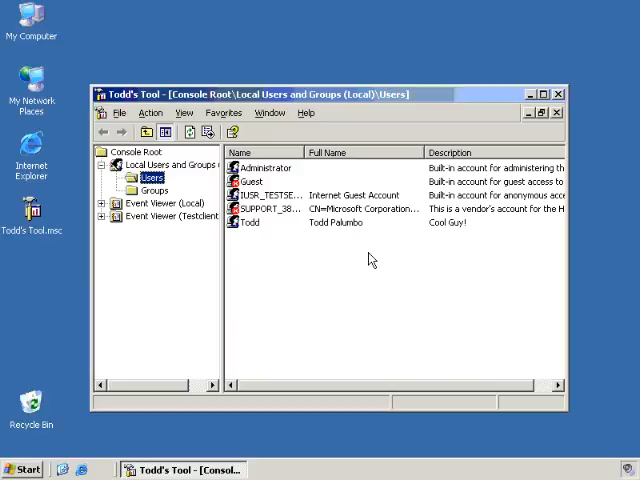 My Computer
My Network
Places
Internet
Explorer
Todd's Tool.msc
Recycle Bin
Todd's Tool - [Console Root\Local Users and Groups (Local)\Users]
File Action View Favorites Window Help
Console Root
Local Users and Groups (
Users
Groups
Event Viewer (Local)
Event Viewer (Testclient
Name Full Name Description
Administrator Built-in account for administering th
Guest Built-in account for guest access to
IUSR_TESTSE... Internet Guest Account Built-in account for anonymous acce
SUPPORT_38... CN=Microsoft Corporation... This is a vendor's account for the H
Todd Todd Palumbo Cool Guy!
Start Todd's Tool - [Consol...